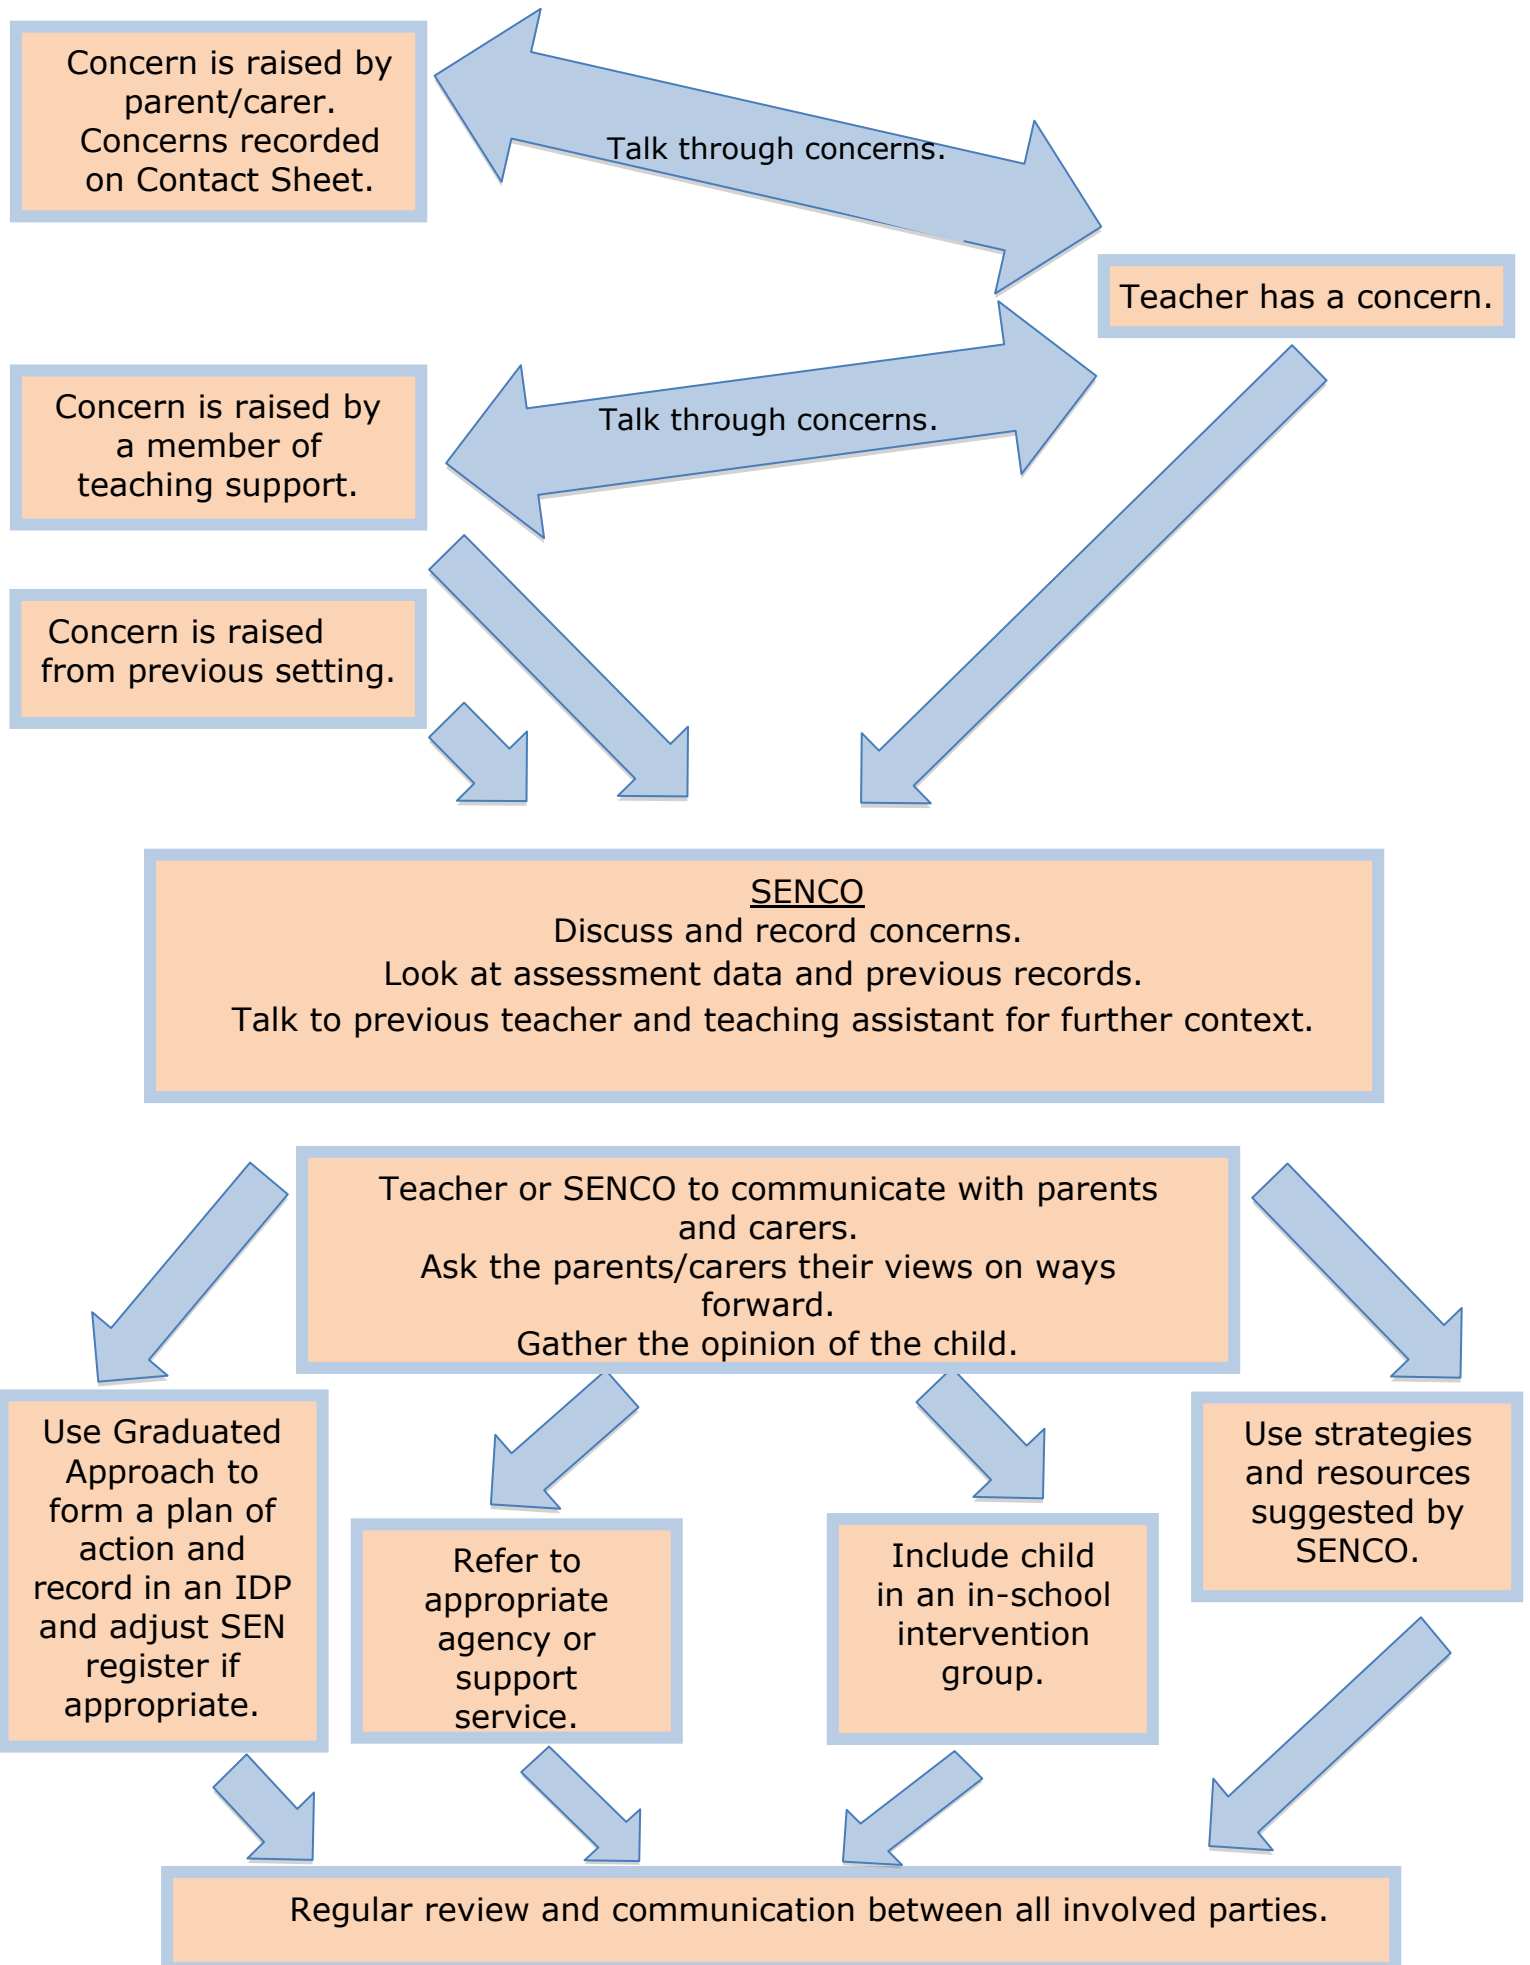 Concern is raised by
parent/carer.
Concerns recorded
on Contact Sheet.
Talk through concerns.
Teacher has a concern.
Concern is raised by
a member of
teaching support.
Talk through concerns.
Concern is raised
from previous setting.
SENCO
Discuss and record concerns.
Look at assessment data and previous records.
Talk to previous teacher and teaching assistant for further context.
Teacher or SENCO to communicate with parents
and carers.
Ask the parents/carers their views on ways
forward.
Gather the opinion of the child.
Use Graduated
Approach to
form a plan of
action and
record in an IDP
and adjust SEN
register if
appropriate.
Refer to
appropriate
agency or
support
service.
Include child
in an in-school
intervention
group.
Use strategies
and resources
suggested by
SENCO.
Regular review and communication between all involved parties.